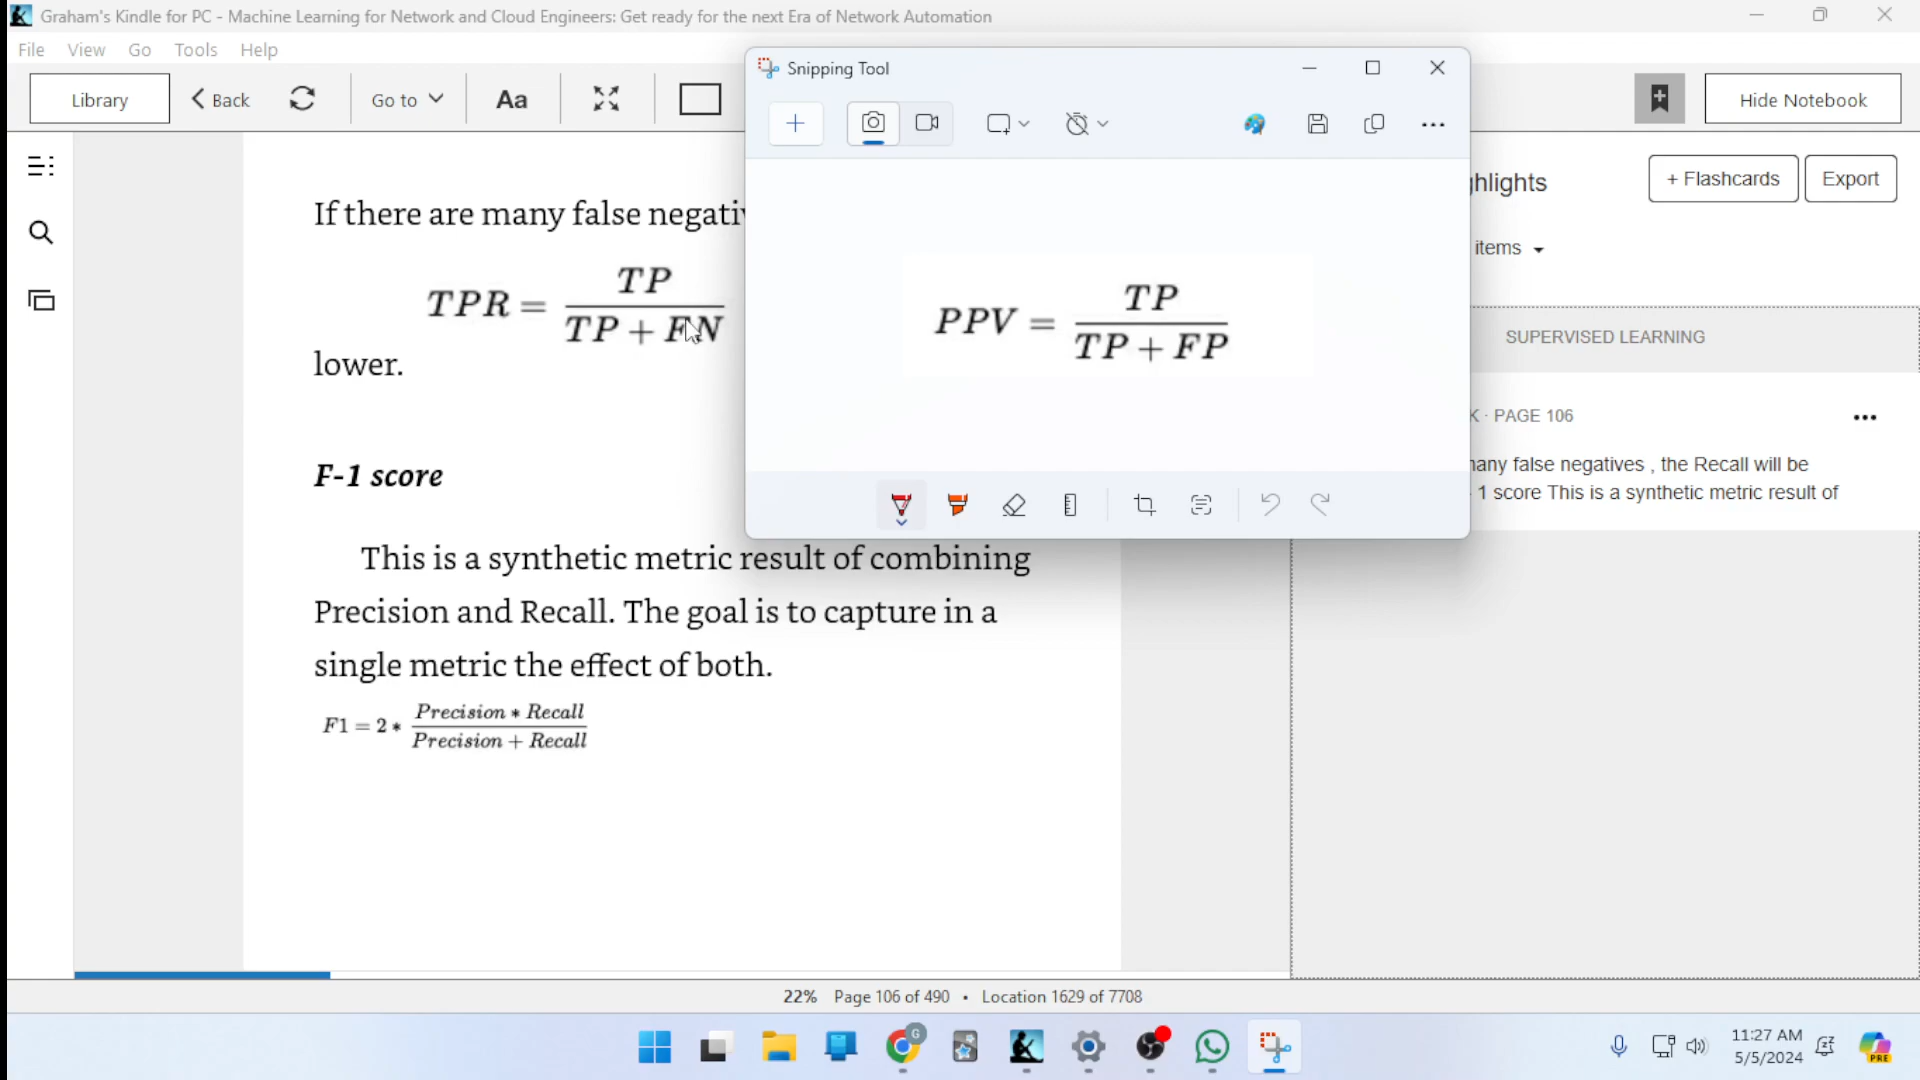 Graham's Kindle for PC - Machine Learning for Network and Cloud Engineers: Get ready for the next Era of Network Automation
File View Go Tools Help
Library Back Go to Aa Hide Notebook
Snipping Tool
If there are many false
TPR = TP / TP + FN
lower.
F-1 score
This is a synthetic metric result of combining
Precision and Recall. The goal is to capture in a
single metric the effect of both.
F1 = 2 * Precision * Recall / Precision + Recall
PPV = TP / TP + FP
+ Flashcards Export
items
SUPERVISED LEARNING
PAGE 106
false negatives , the Recall will be
1 score This is a synthetic metric result of
22% Page 106 of 490 • Location 1629 of 7708
G
PRE
11:27 AM
5/5/2024